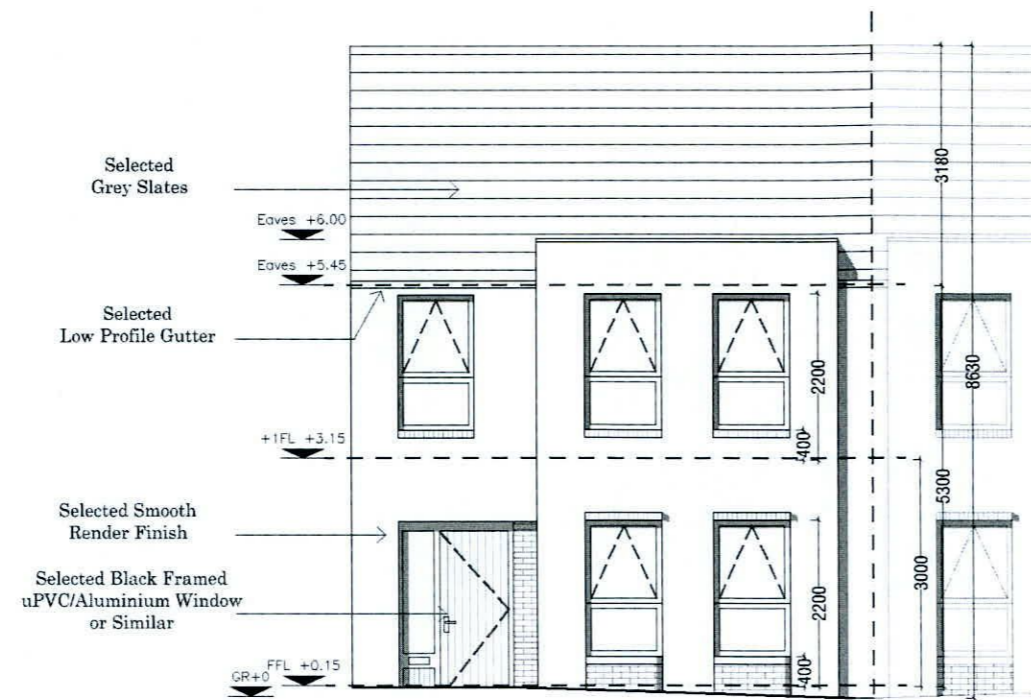 Selected
Grey Slates
Eaves +6.00
Eaves +5.45
Selected
Low Profile Gutter
+1FL +3.15
Selected Smooth
Render Finish
Selected Black Framed
uPVC/Aluminium Window
or Similar
FFL +0.15
GR+0
3180
8630
2200
400
5300
3000
2200
400